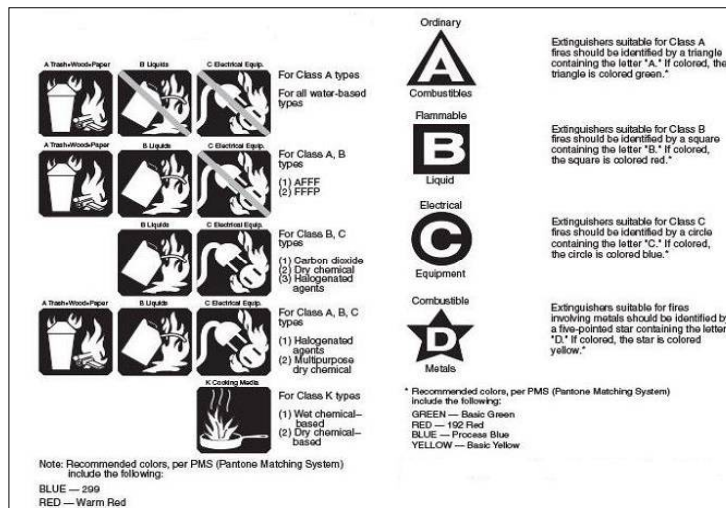 A Trash•Wood•Paper
B Liquids
C Electrical Equip.
For Class A types
For all water-based
types
A Trash•Wood•Paper
B Liquids
C Electrical Equip.
For Class A, B
types
(1) AFFF
(2) FFFP
B Liquids
C Electrical Equip.
For Class B, C
types
(1) Carbon dioxide
(2) Dry chemical
(3) Halogenated
agents
A Trash•Wood•Paper
B Liquids
C Electrical Equip.
For Class A, B, C
types
(1) Halogenated
agents
(2) Multipurpose
dry chemical
K Cooking Media
For Class K types
(1) Wet chemical–
based
(2) Dry chemical–
based
Note: Recommended colors, per PMS (Pantone Matching System)
include the following:
BLUE — 299
RED — Warm Red
Ordinary
A
Combustibles
Extinguishers suitable for Class A
fires should be identified by a triangle
containing the letter "A." If colored, the
triangle is colored green.*
Flammable
B
Liquid
Extinguishers suitable for Class B
fires should be identified by a square
containing the letter "B." If colored,
the square is colored red.*
Electrical
C
Equipment
Extinguishers suitable for Class C
fires should be identified by a circle
containing the letter "C." If colored,
the circle is colored blue.*
Combustible
D
Metals
Extinguishers suitable for fires
involving metals should be identified by
a five-pointed star containing the letter
"D." If colored, the star is colored
yellow.*
* Recommended colors, per PMS (Pantone Matching System)
include the following:
GREEN — Basic Green
RED — 192 Red
BLUE — Process Blue
YELLOW — Basic Yellow